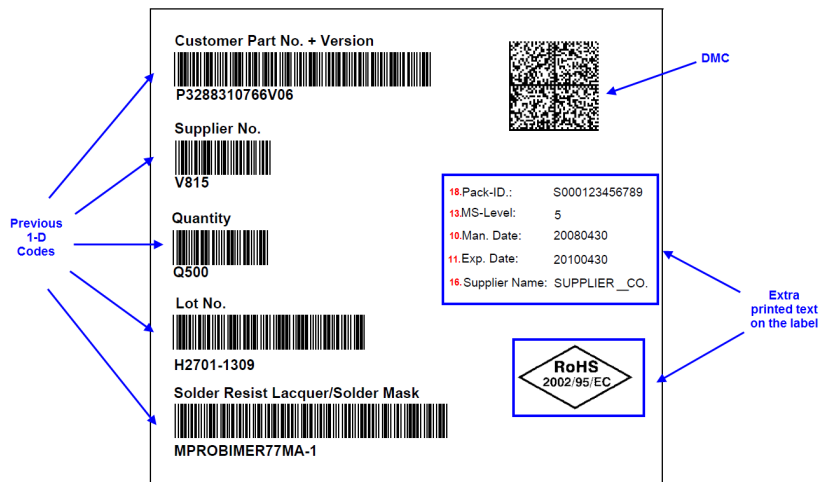 Customer Part No. + Version
P3288310766V06
Supplier No.
V815
Quantity
Q500
Lot No.
H2701-1309
Solder Resist Lacquer/Solder Mask
MPROBIMER77MA-1
Previous
1-D
Codes
DMC
18.Pack-ID.: S000123456789
13.MS-Level: 5
10.Man. Date: 20080430
11.Exp. Date: 20100430
16.Supplier Name: SUPPLIER__CO.
RoHS
2002/95/EC
Extra
printed text
on the label